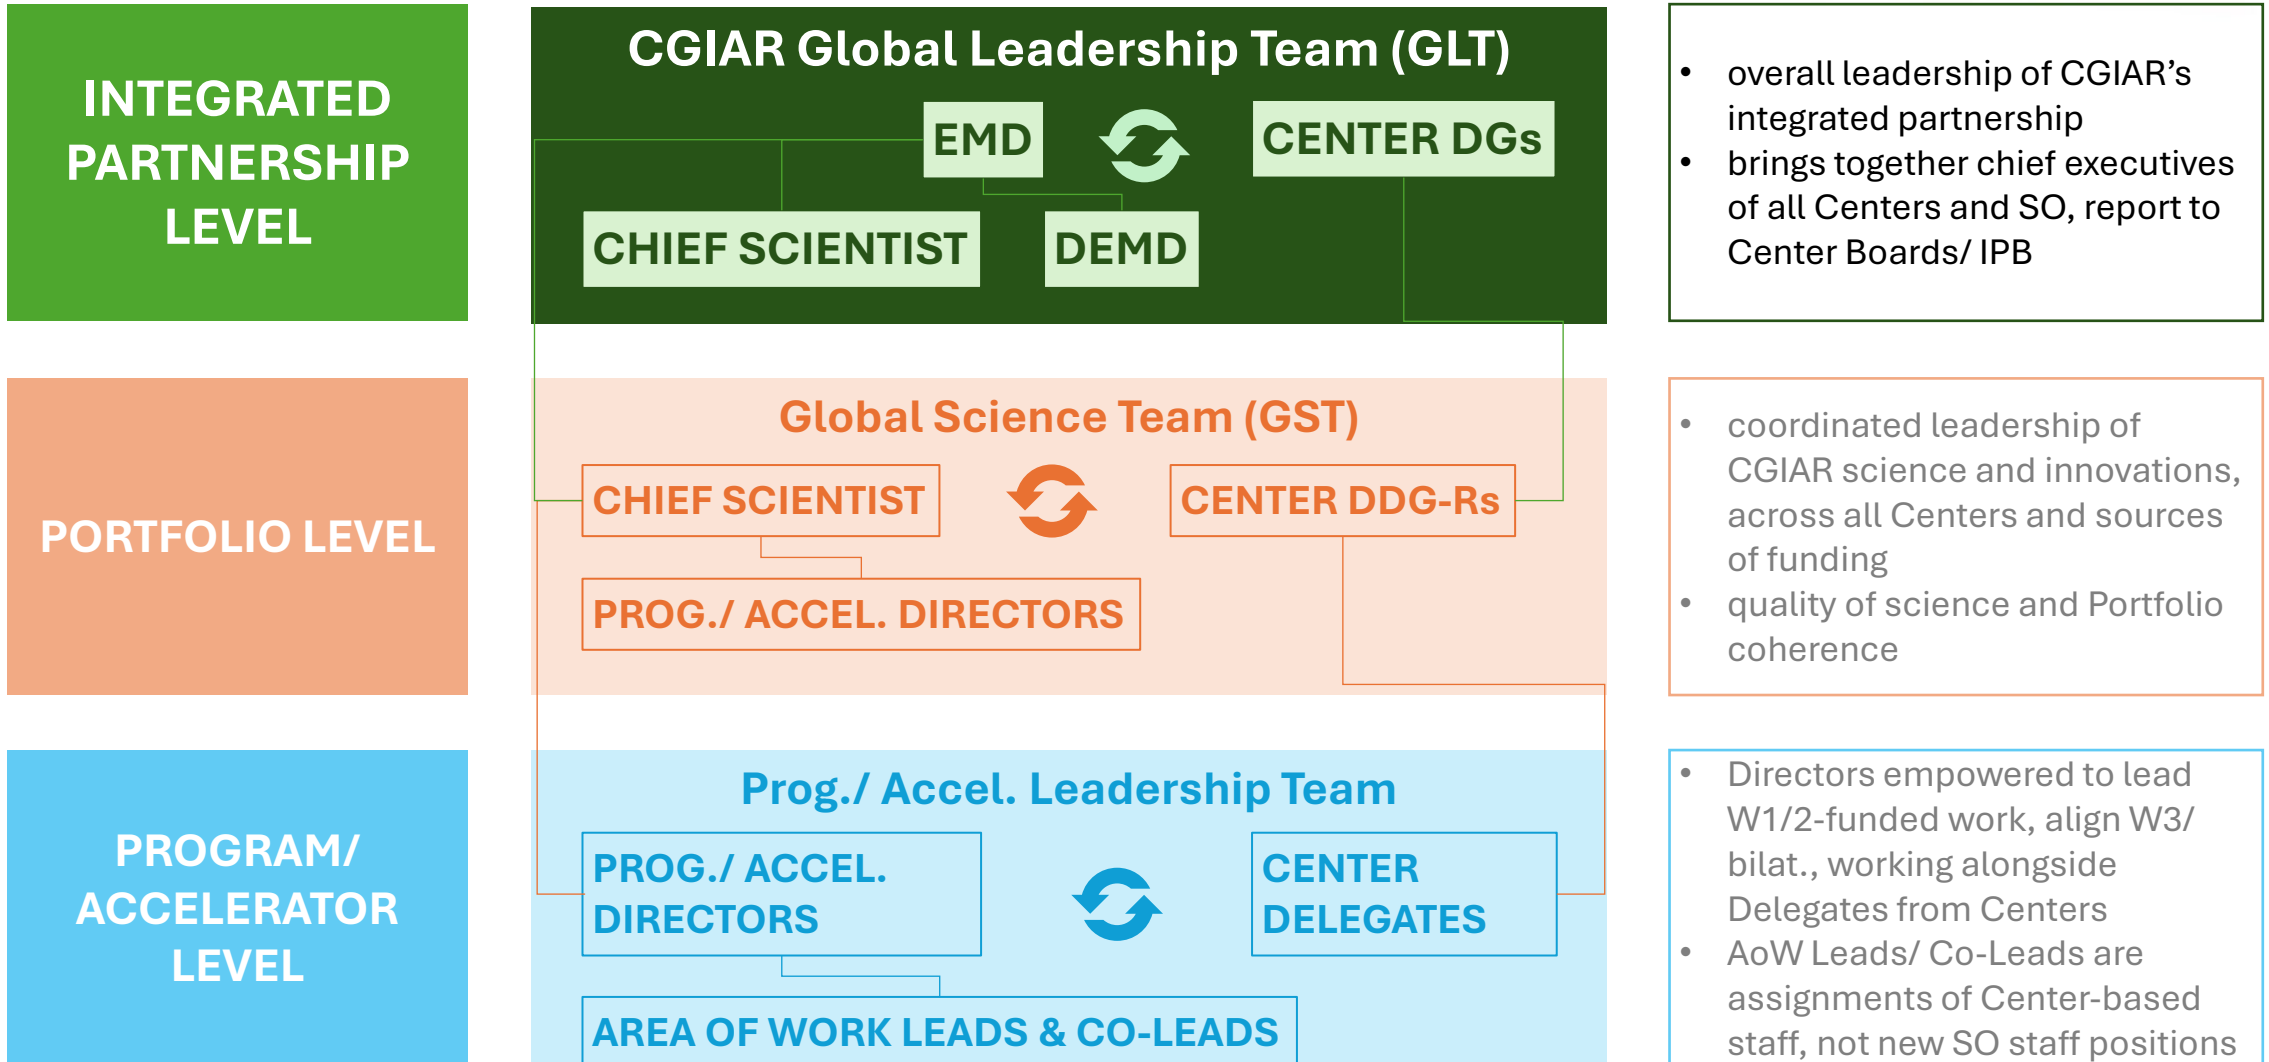 INTEGRATED
PARTNERSHIP
LEVEL
CGIAR Global Leadership Team (GLT)
EMD
CENTER DGs
CHIEF SCIENTIST
DEMD
• overall leadership of CGIAR’s
integrated partnership
• brings together chief executives
of all Centers and SO, report to
Center Boards/ IPB
PORTFOLIO LEVEL
Global Science Team (GST)
CHIEF SCIENTIST
CENTER DDG-Rs
PROG./ ACCEL. DIRECTORS
• coordinated leadership of
CGIAR science and innovations,
across all Centers and sources
of funding
• quality of science and Portfolio
coherence
PROGRAM/
ACCELERATOR
LEVEL
Prog./ Accel. Leadership Team
PROG./ ACCEL.
DIRECTORS
CENTER
DELEGATES
AREA OF WORK LEADS & CO-LEADS
• Directors empowered to lead
W1/2-funded work, align W3/
bilat., working alongside
Delegates from Centers
• AoW Leads/ Co-Leads are
assignments of Center-based
staff, not new SO staff positions